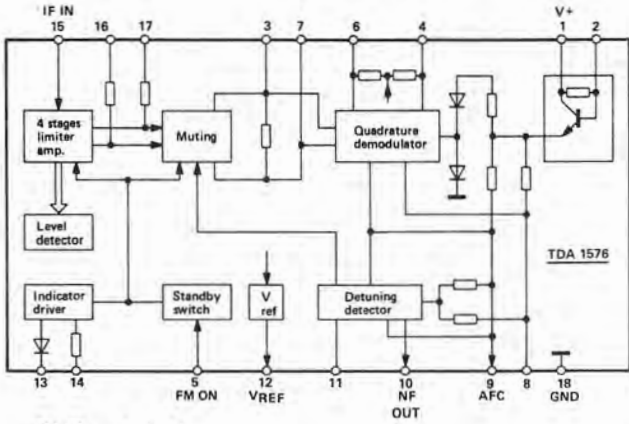 IF IN
V+
15
16
17
3
7
6
4
1
2
4 stages
limiter
amp.
Muting
Quadrature
demodulator
Level
detector
TDA 1576
Indicator
driver
Standby
switch
V
ref
Detuning
detector
13
14
5
12
11
10
9
8
18
FM ON
VREF
NF
OUT
AFC
GND